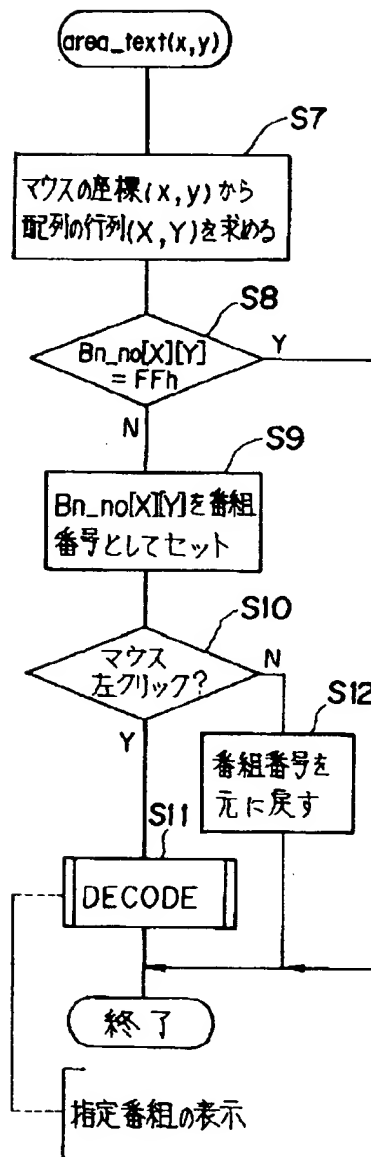 area_text(x,y)
S7
マウスの座標(x,y)から
配列の行列(X,Y)を求める
S8
Bn_no[X][Y]
= FFh
Y
N
S9
Bn_no[X][Y]を番組
番号としてセット
S10
マウス
左クリック?
N
Y
S12
番組番号を
元に戻す
S11
DECODE
終了
指定番組の表示